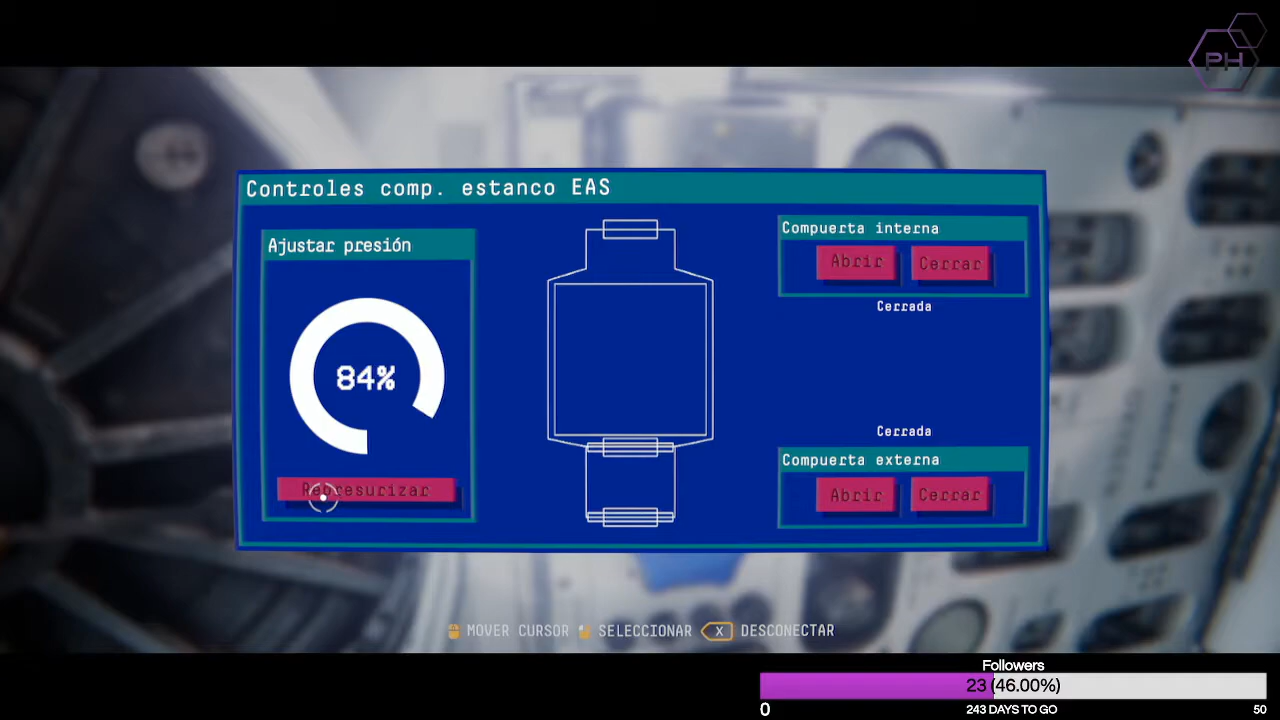 PH
Controles comp. estanco EAS
Ajustar presión
84%
Represurizar
Compuerta interna
Abrir Cerrar
Cerrada
Cerrada
Compuerta externa
Abrir Cerrar
MOVER CURSOR SELECCIONAR X DESCONECTAR
Followers
23 (46.00%)
0 243 DAYS TO GO 50